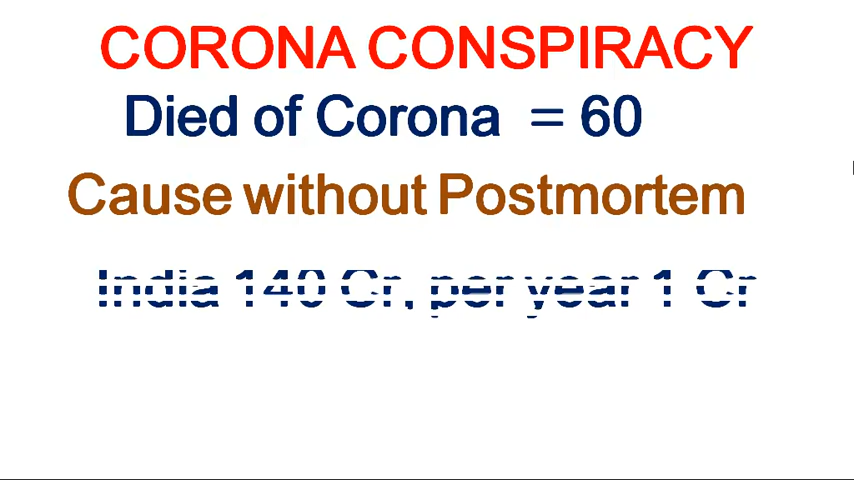 CORONA CONSPIRACY
Died of Corona = 60
Cause without Postmortem
India 140 Cr, per year 1 Cr